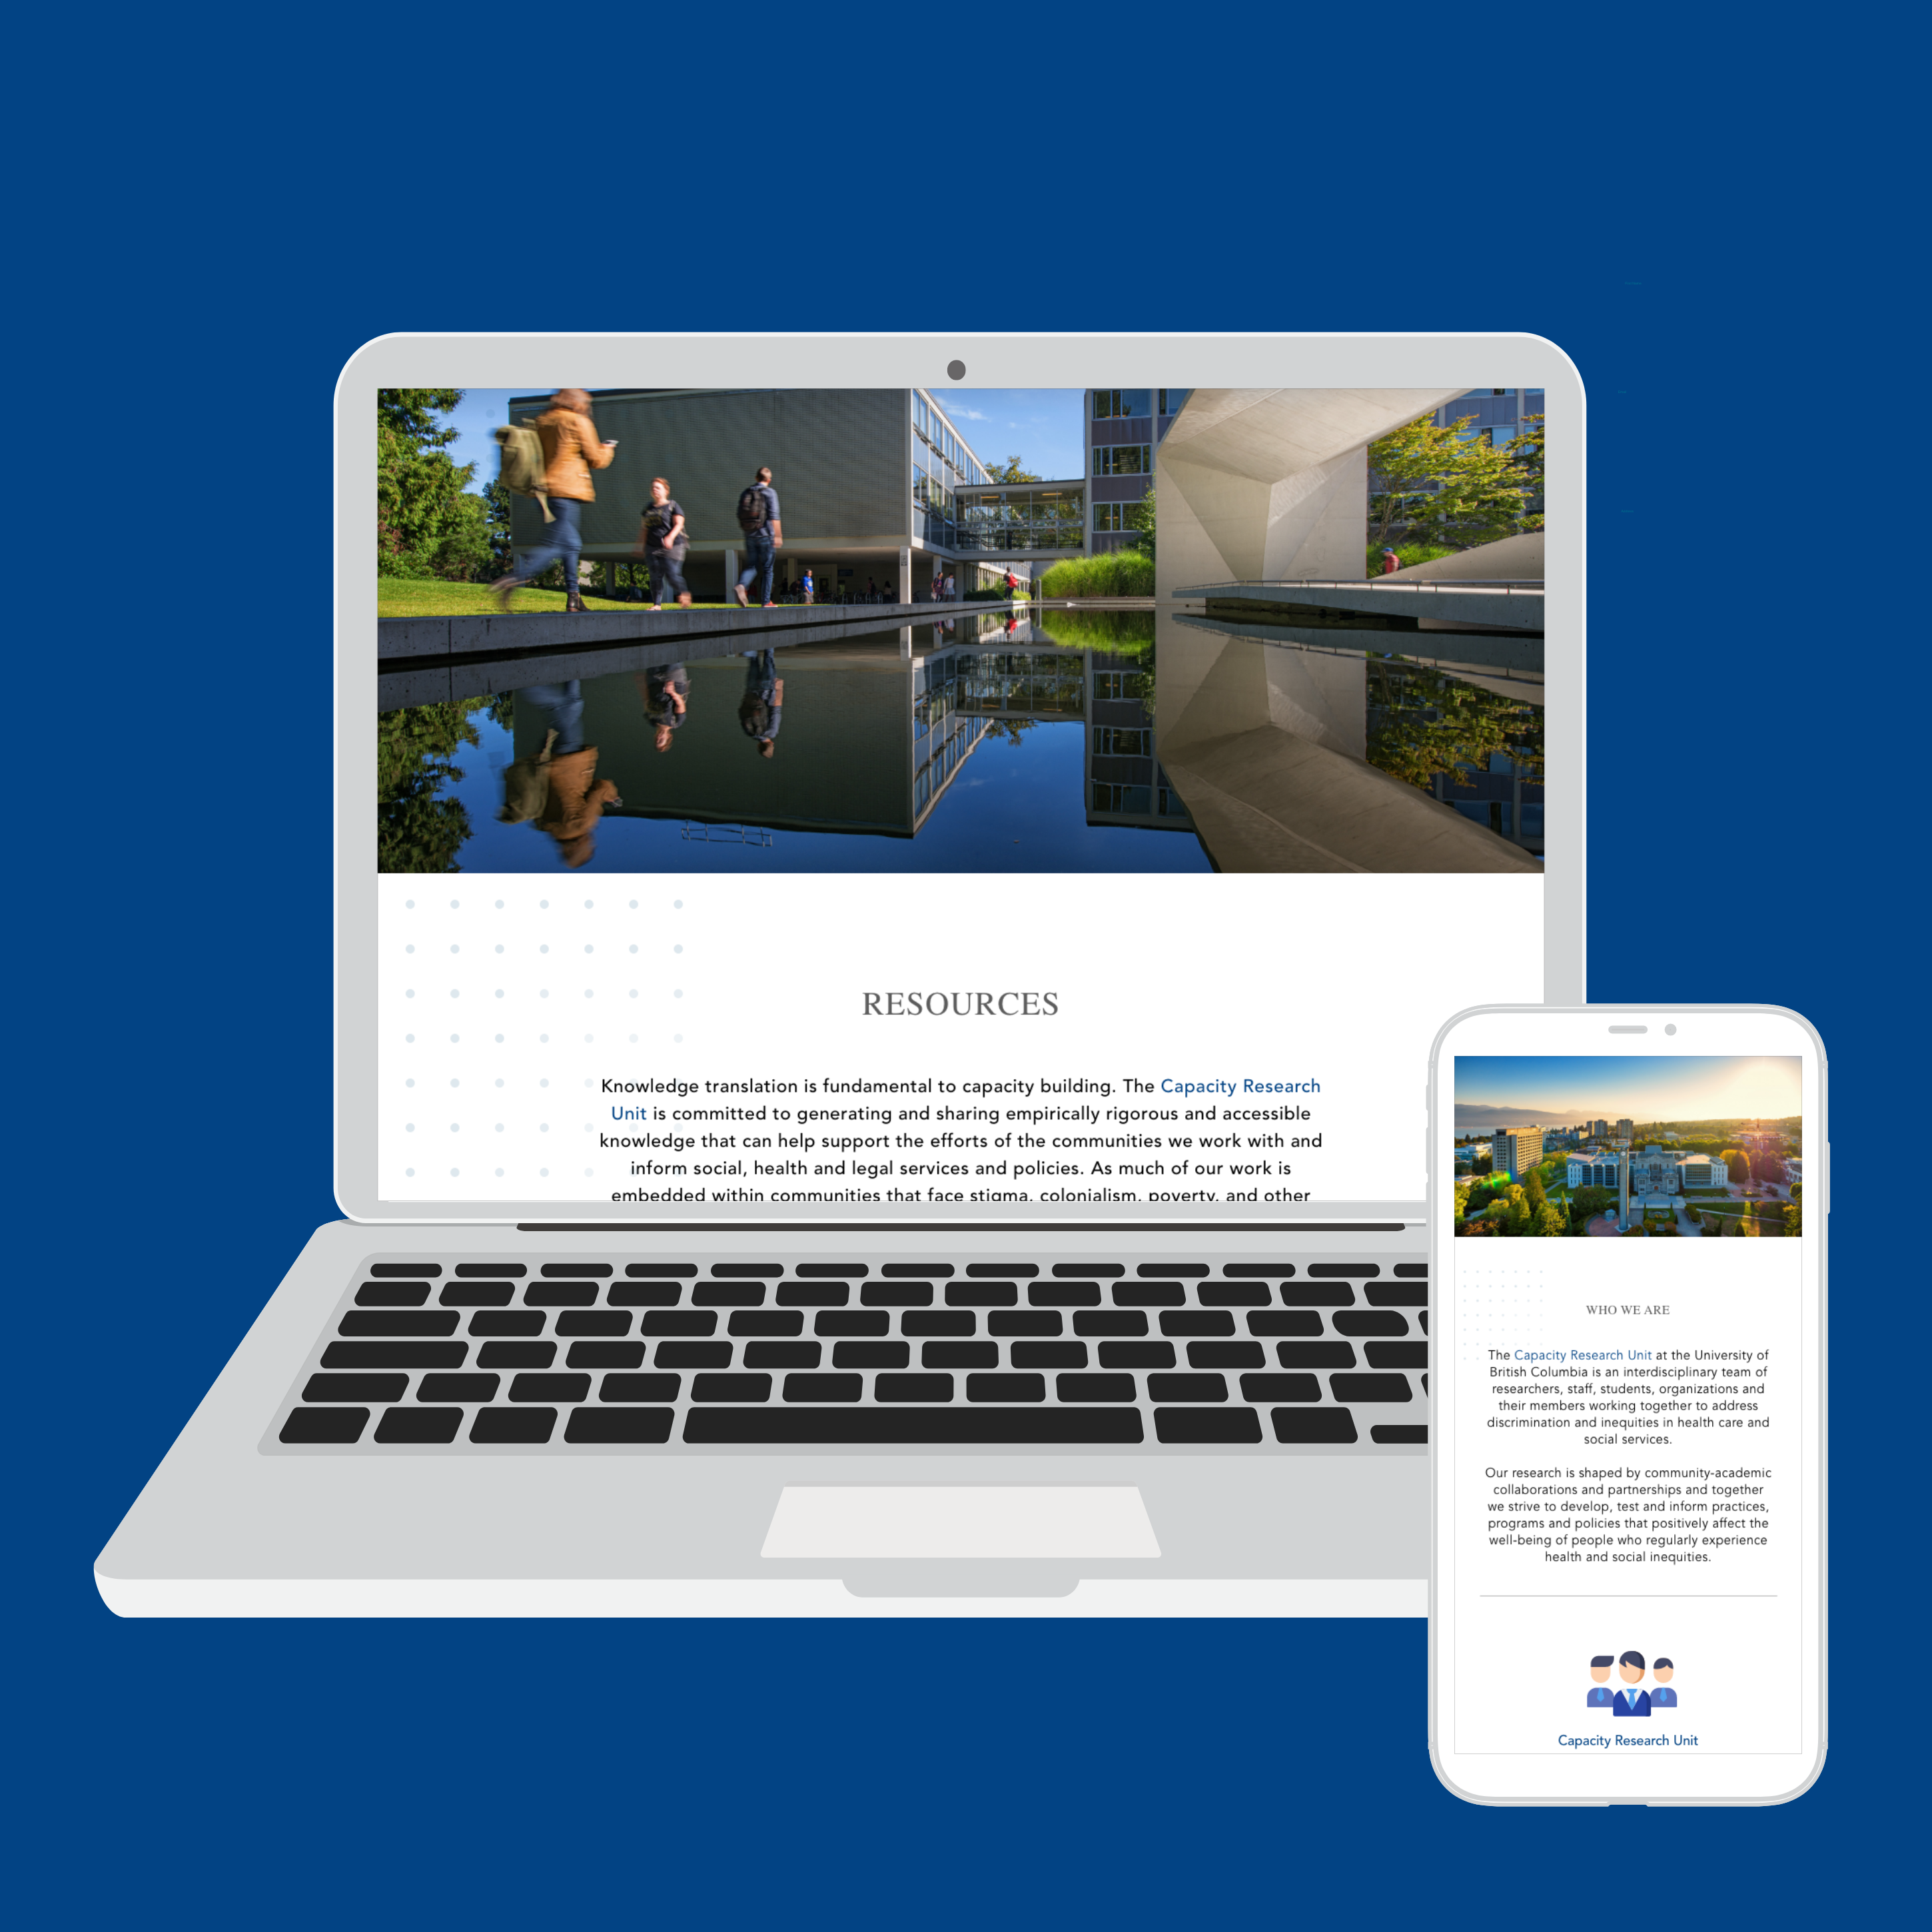 RESOURCES
Knowledge translation is fundamental to capacity building. The Capacity Research
Unit is committed to generating and sharing empirically rigorous and accessible
knowledge that can help support the efforts of the communities we work with and
inform social, health and legal services and policies. As much of our work is
embedded within communities that face stigma, colonialism, poverty, and other
WHO WE ARE
The Capacity Research Unit at the University of
British Columbia is an interdisciplinary team of
researchers, staff, students, organizations and
their members working together to address
discrimination and inequities in health care and
social services.
Our research is shaped by community-academic
collaborations and partnerships and together
we strive to develop, test and inform practices,
programs and policies that positively affect the
well-being of people who regularly experience
health and social inequities.
Capacity Research Unit